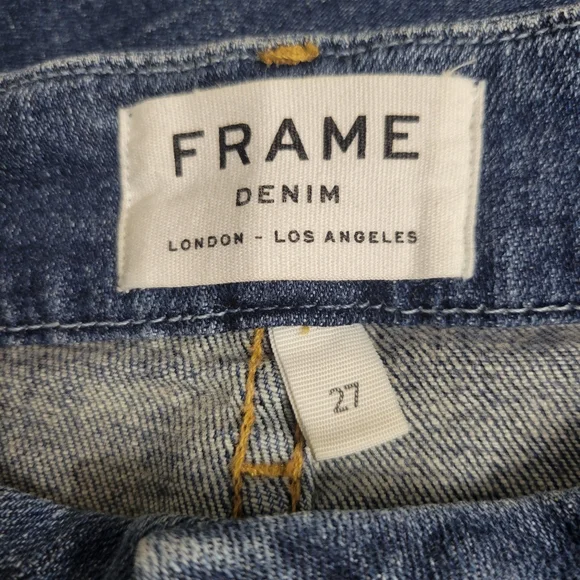 FRAME
DENIM
LONDON - LOS ANGELES
27